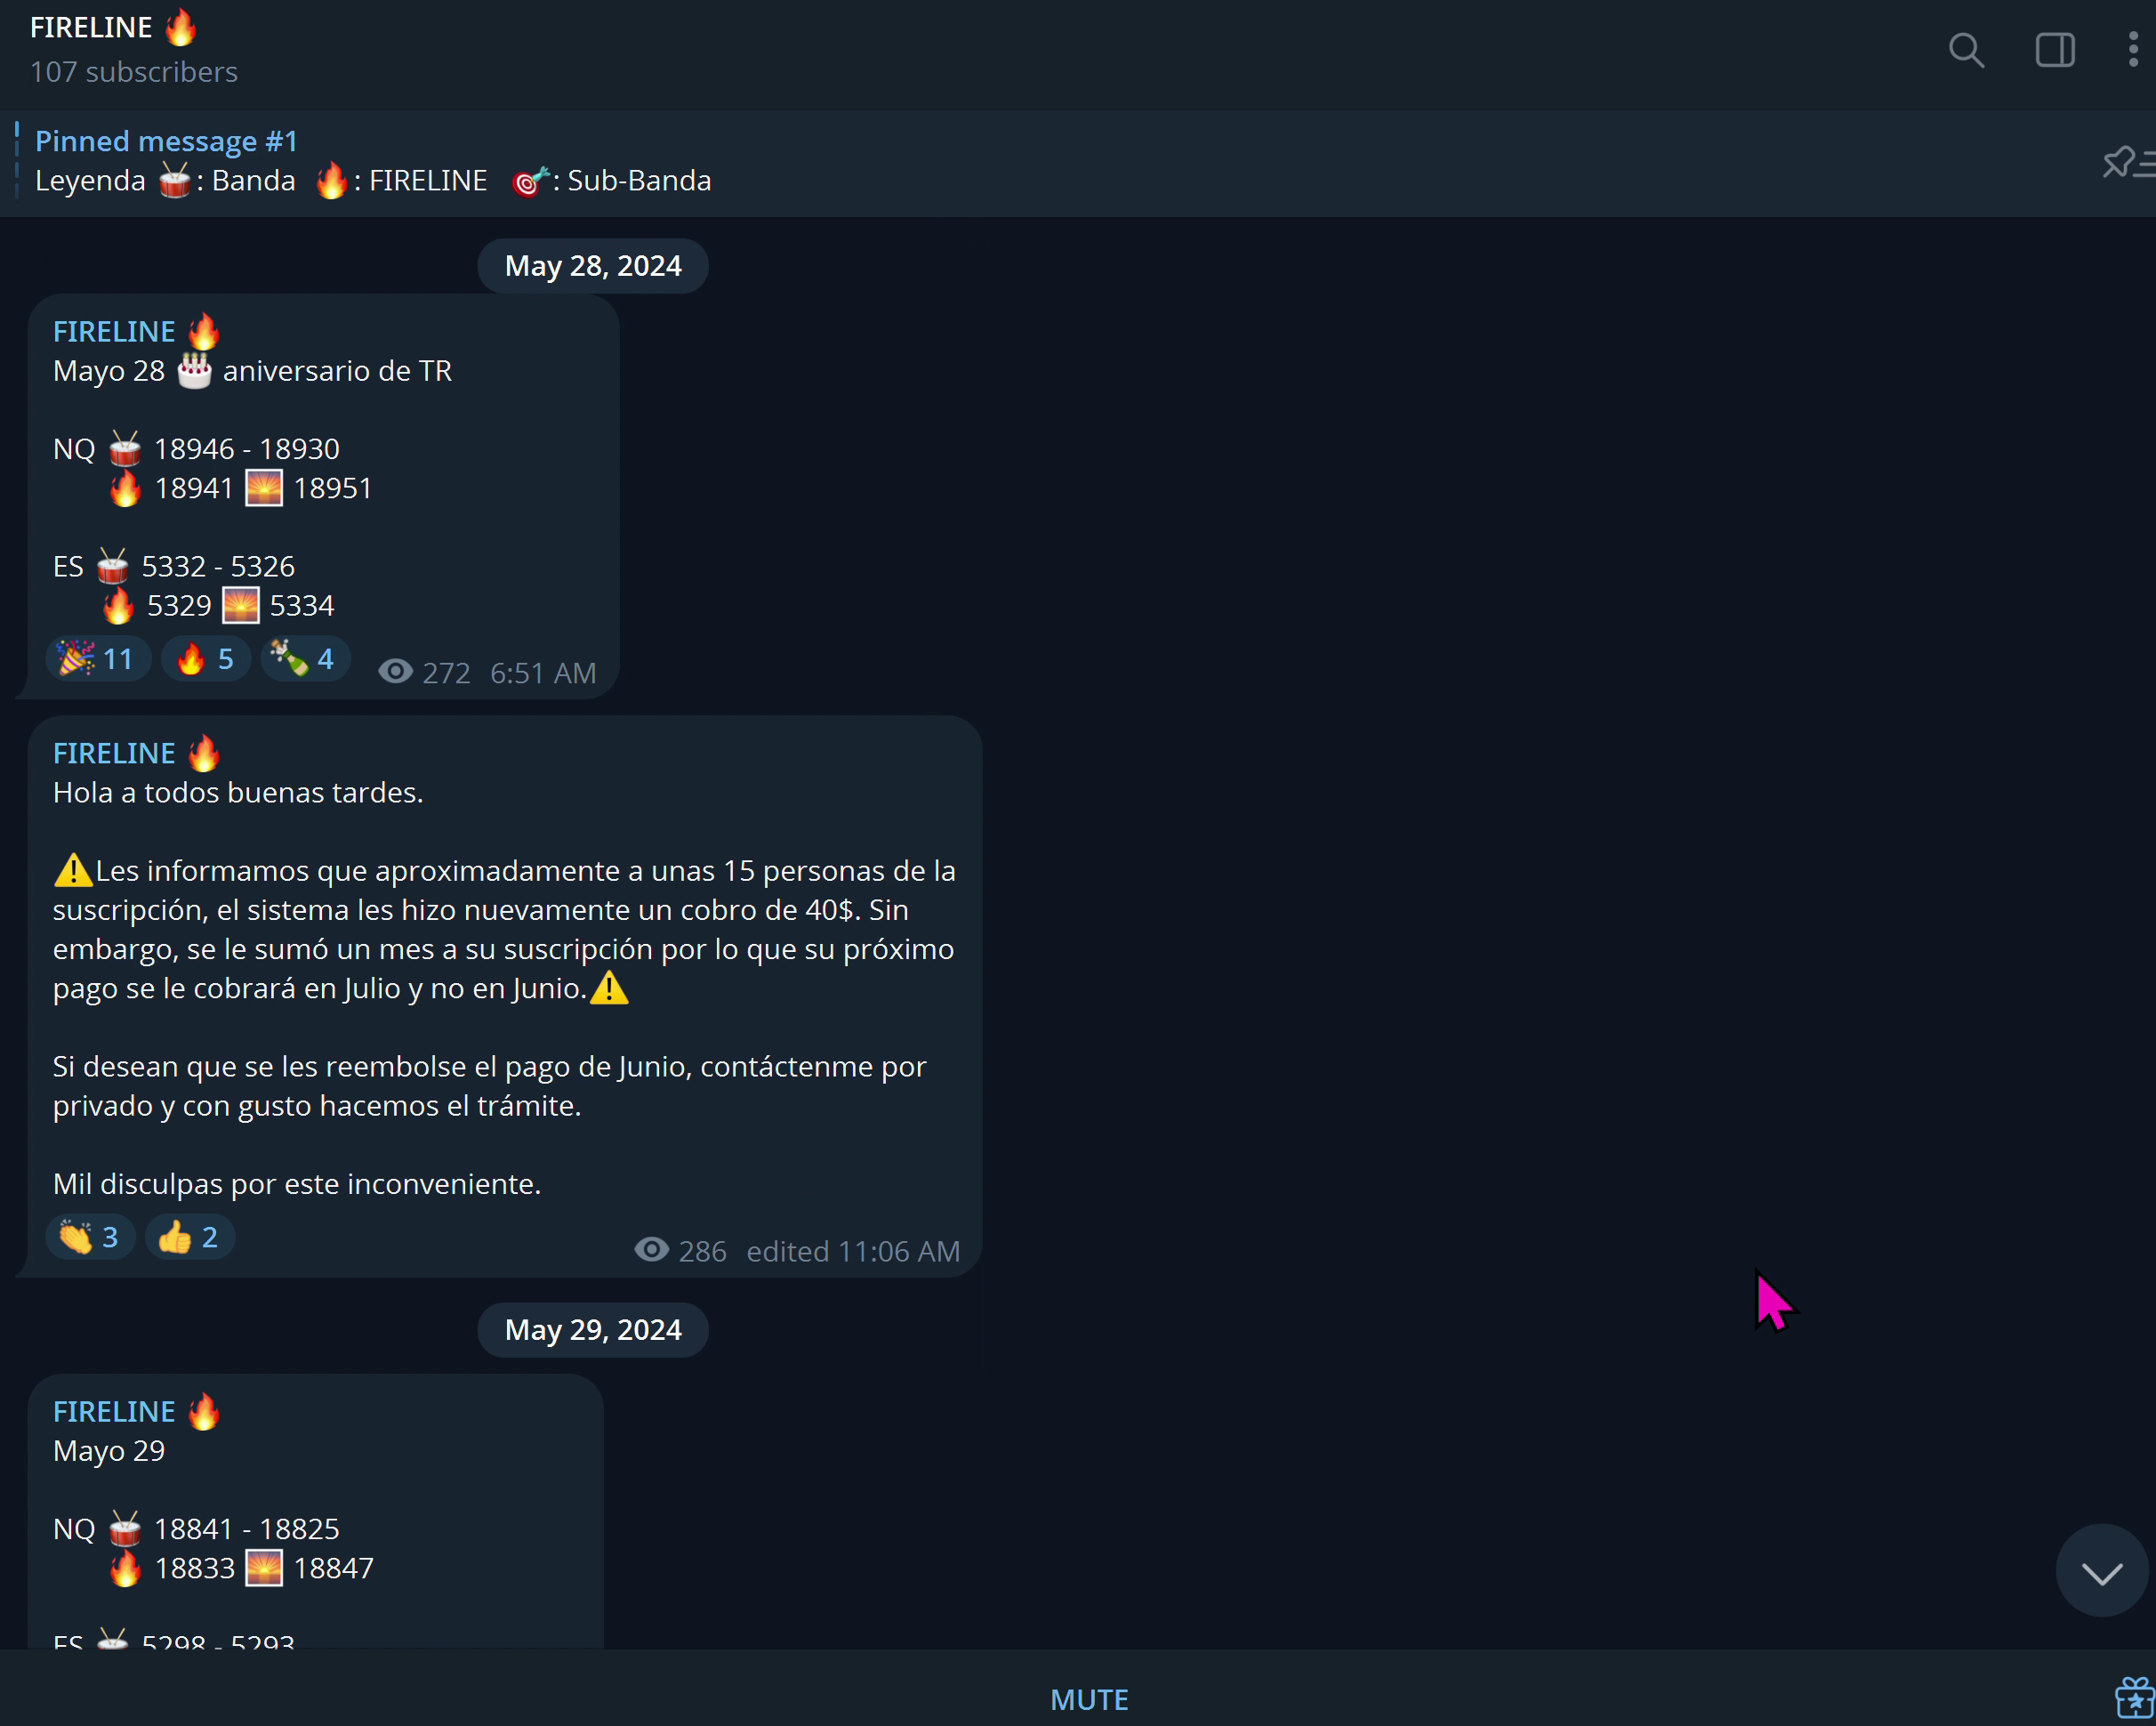 FIRELINE 🔥
107 subscribers
Pinned message #1
Leyenda 🥁: Banda 🔥: FIRELINE 🎯: Sub-Banda
May 28, 2024
FIRELINE 🔥
Mayo 28 🎂 aniversario de TR
NQ 🥁 18946 - 18930
🔥 18941 🌅 18951
ES 🥁 5332 - 5326
🔥 5329 🌅 5334
🎉 11 🔥 5 🍾 4 272 6:51 AM
FIRELINE 🔥
Hola a todos buenas tardes.
⚠️Les informamos que aproximadamente a unas 15 personas de la
suscripción, el sistema les hizo nuevamente un cobro de 40$. Sin
embargo, se le sumó un mes a su suscripción por lo que su próximo
pago se le cobrará en Julio y no en Junio.⚠️
Si desean que se les reembolse el pago de Junio, contáctenme por
privado y con gusto hacemos el trámite.
Mil disculpas por este inconveniente.
👏 3 👍 2 286 edited 11:06 AM
May 29, 2024
FIRELINE 🔥
Mayo 29
NQ 🥁 18841 - 18825
🔥 18833 🌅 18847
ES 🥁 5298 - 5293
MUTE